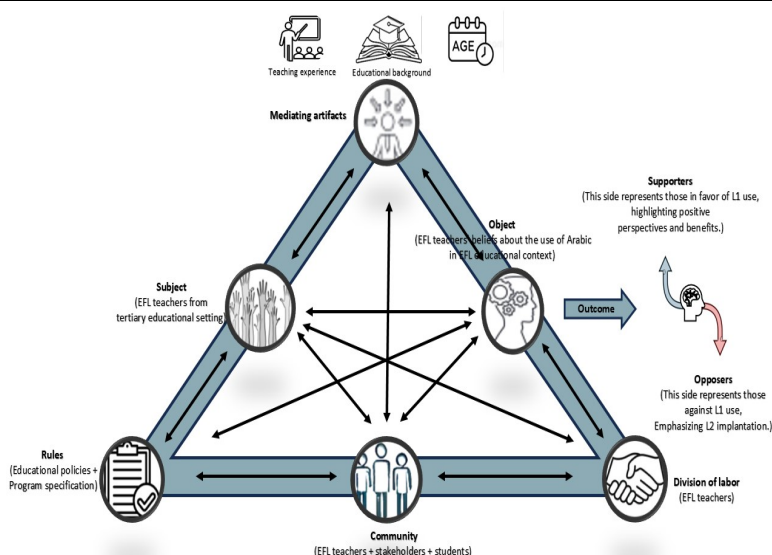 AGE
Teaching experience
Educational background
Mediating artifacts
Supporters
(This side represents those in favor of L1 use,
highlighting positive
perspectives and benefits.)
Object
(EFL teachers' beliefs about the use of Arabic
in EFL educational context)
Subject
(EFL teachers from
tertiary educational setting)
Outcome
Opposers
(This side represents those
against L1 use,
Emphasizing L2 implantation.)
Rules
(Educational policies +
Program specification)
Division of labor
(EFL teachers)
Community
(EFL teachers + stakeholders + students)